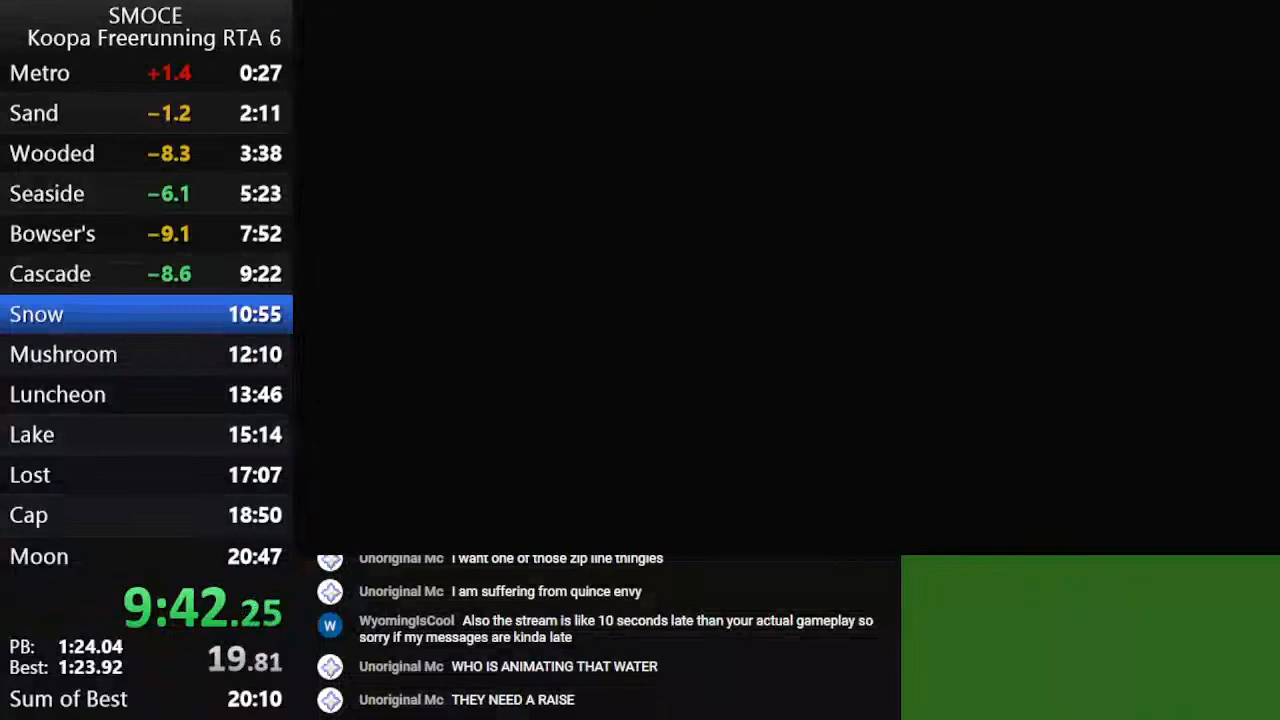 SMOCE
Koopa Freerunning RTA 6
Metro +1.4 0:27
Sand −1.2 2:11
Wooded −8.3 3:38
Seaside −6.1 5:23
Bowser's −9.1 7:52
Cascade −8.6 9:22
Snow 10:55
Mushroom 12:10
Luncheon 13:46
Lake 15:14
Lost 17:07
Cap 18:50
Moon 20:47
9:42.25
PB: 1:24.04
Best: 1:23.92
19.81
Sum of Best 20:10
Unoriginal Mc I want one of those zip line thingies
Unoriginal Mc I am suffering from quince envy
W WyomingIsCool Also the stream is like 10 seconds late than your actual gameplay so
sorry if my messages are kinda late
Unoriginal Mc WHO IS ANIMATING THAT WATER
Unoriginal Mc THEY NEED A RAISE